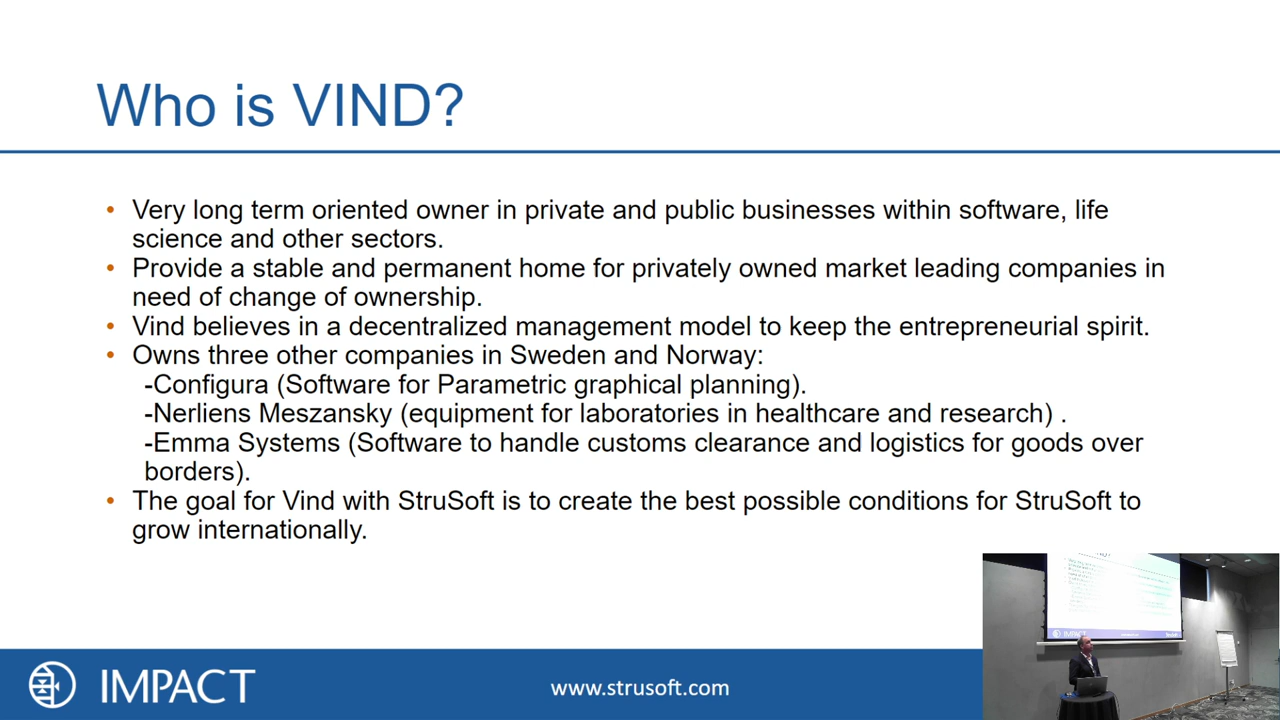 Who is VIND?
• Very long term oriented owner in private and public businesses within software, life
science and other sectors.
• Provide a stable and permanent home for privately owned market leading companies in
need of change of ownership.
• Vind believes in a decentralized management model to keep the entrepreneurial spirit.
• Owns three other companies in Sweden and Norway:
-Configura (Software for Parametric graphical planning).
-Nerliens Meszansky (equipment for laboratories in healthcare and research) .
-Emma Systems (Software to handle customs clearance and logistics for goods over
borders).
• The goal for Vind with StruSoft is to create the best possible conditions for StruSoft to
grow internationally.
IMPACT
www.strusoft.com